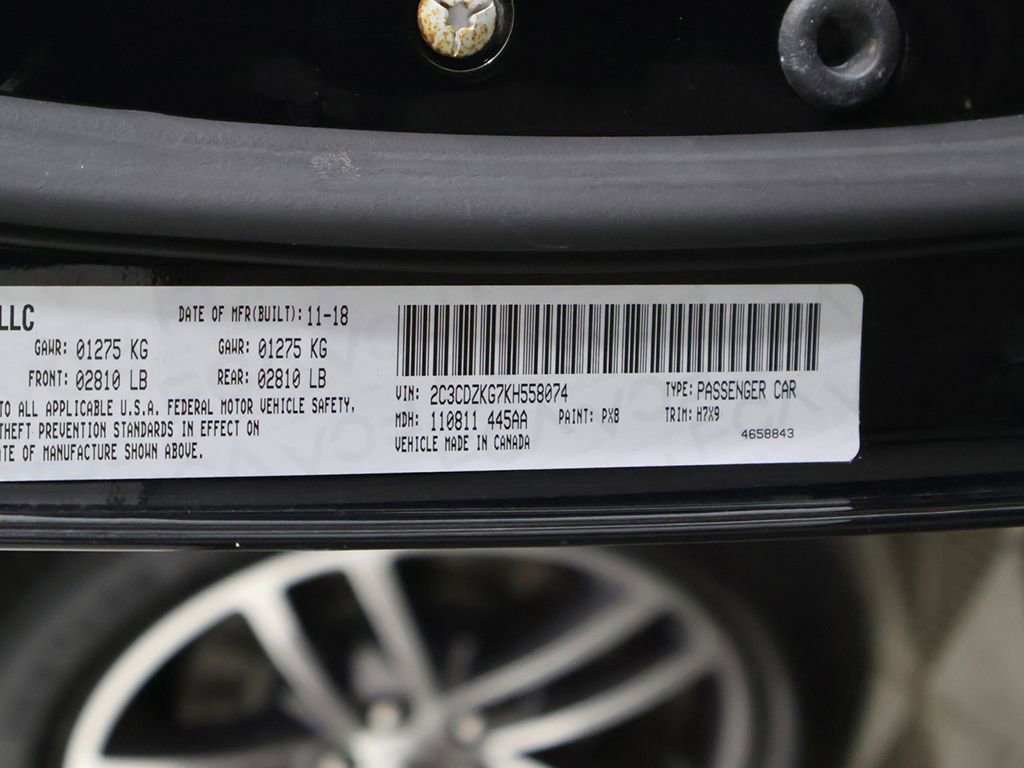 LLC
DATE OF MFR(BUILT): 11-18
GAWR: 01275 KG GAWR: 01275 KG
FRONT: 02810 LB REAR: 02810 LB
TO ALL APPLICABLE U.S.A. FEDERAL MOTOR VEHICLE SAFETY,
THEFT PREVENTION STANDARDS IN EFFECT ON
ATE OF MANUFACTURE SHOWN ABOVE.
VIN: 2C3CDZKG7KH558074 TYPE: PASSENGER CAR
MDH: 110811 445AA PAINT: PX8 TRIM: H7X9
VEHICLE MADE IN CANADA 4658843